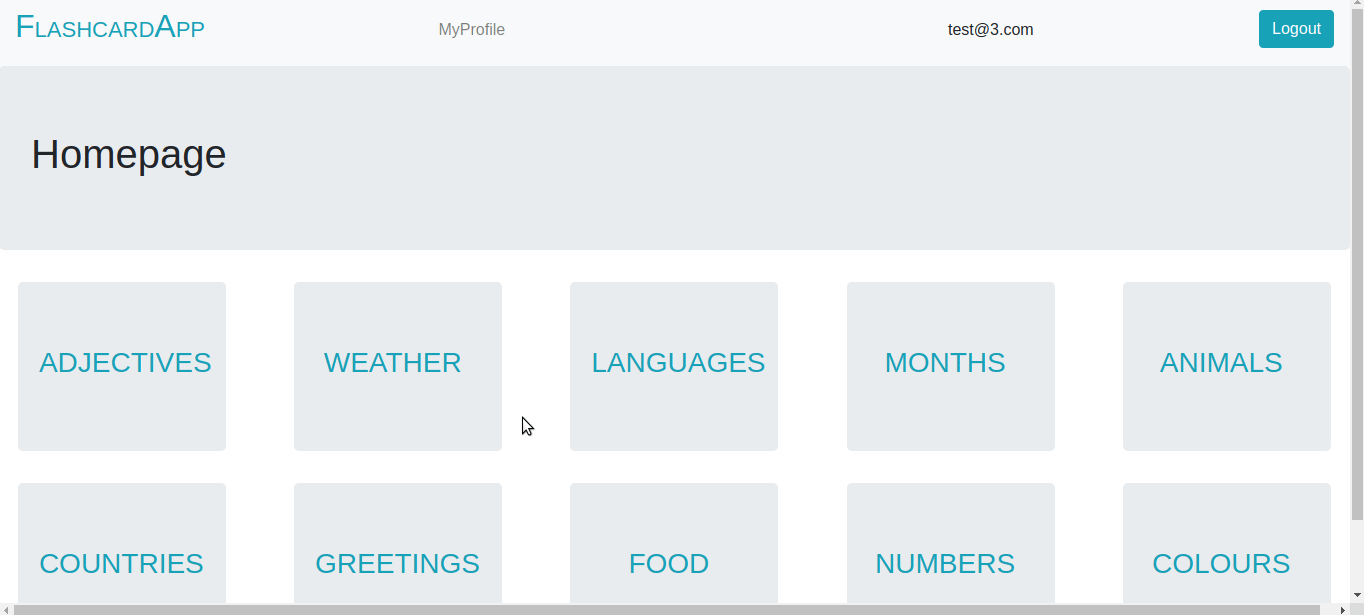 FLASHCARDAPP MyProfile test@3.com Logout
Homepage
ADJECTIVES WEATHER LANGUAGES MONTHS ANIMALS
COUNTRIES GREETINGS FOOD NUMBERS COLOURS